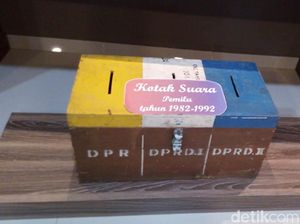 Kotak Suara
Pemilu
tahun 1982-1992
DPR DPRD.I DPRD.II
detikcom